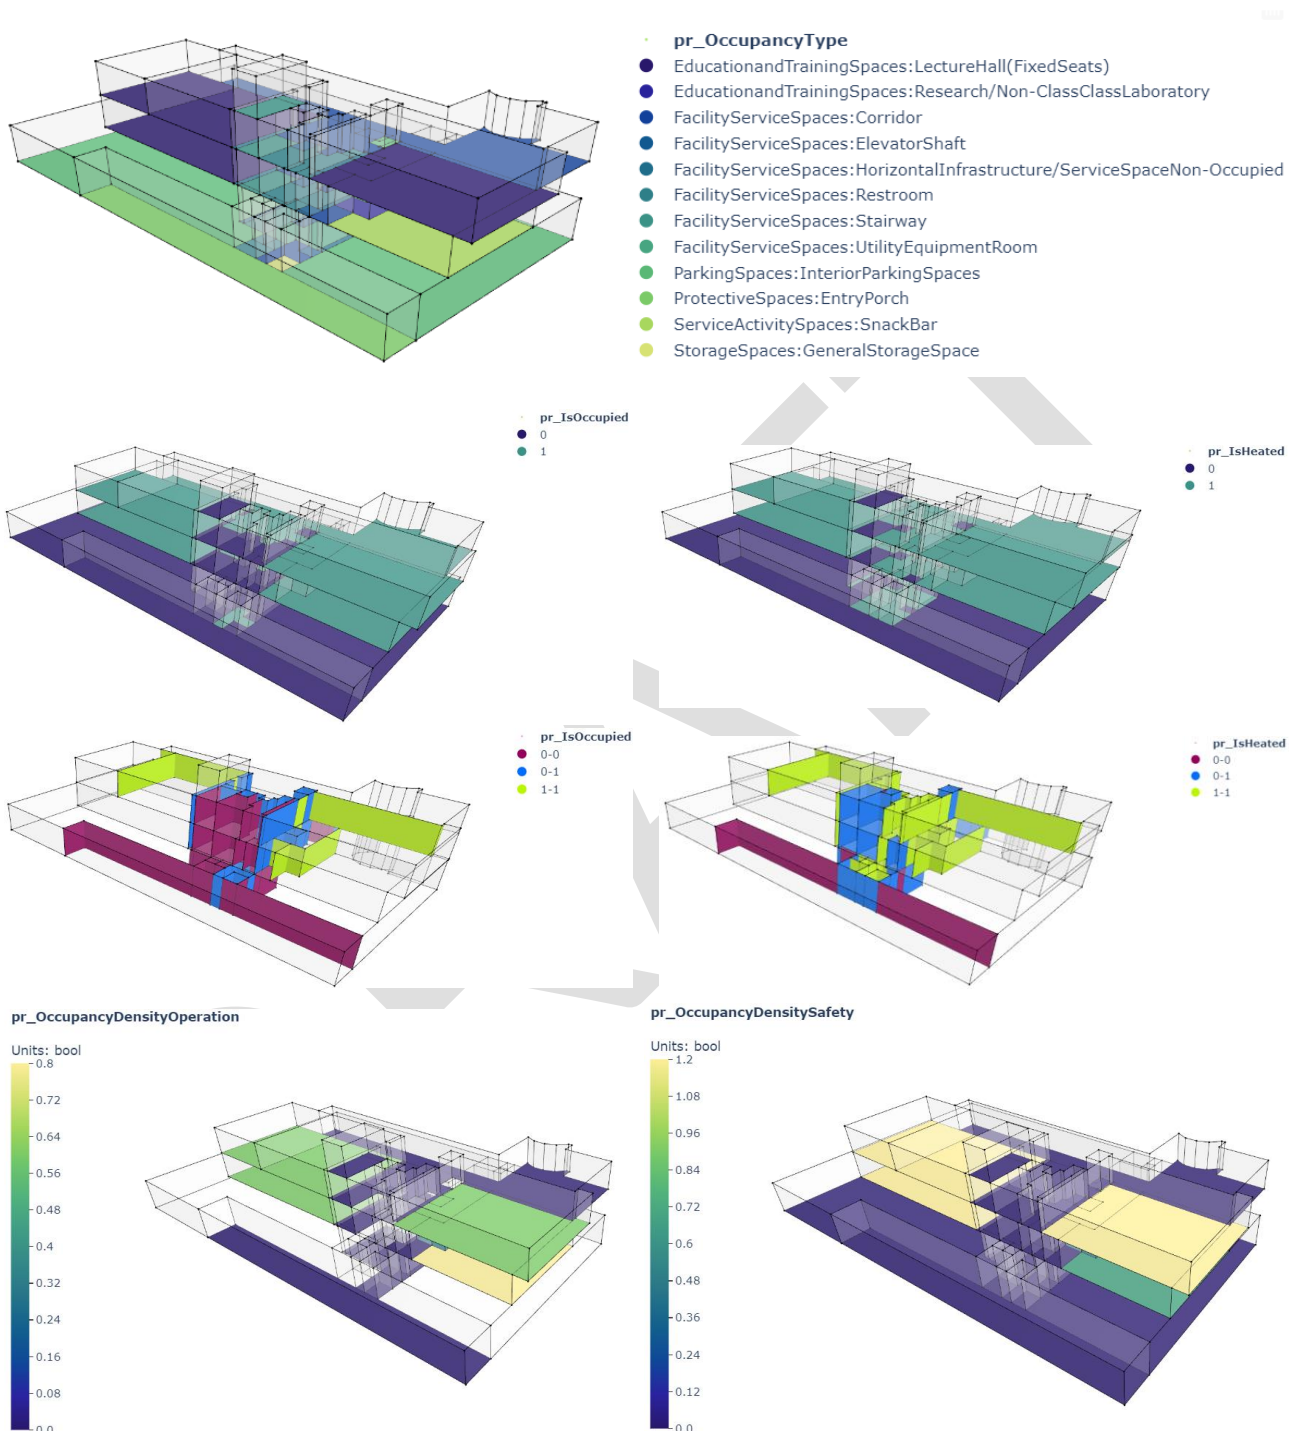 pr_OccupancyType
EducationandTrainingSpaces:LectureHall(FixedSeats)
EducationandTrainingSpaces:Research/Non-ClassClassLaboratory
FacilityServiceSpaces:Corridor
FacilityServiceSpaces:ElevatorShaft
FacilityServiceSpaces:HorizontalInfrastructure/ServiceSpaceNon-Occupied
FacilityServiceSpaces:Restroom
FacilityServiceSpaces:Stairway
FacilityServiceSpaces:UtilityEquipmentRoom
ParkingSpaces:InteriorParkingSpaces
ProtectiveSpaces:EntryPorch
ServiceActivitySpaces:SnackBar
StorageSpaces:GeneralStorageSpace
pr_IsOccupied
0
1
pr_IsHeated
0
1
pr_IsOccupied
0-0
0-1
1-1
pr_IsHeated
0-0
0-1
1-1
pr_OccupancyDensityOperation
Units: bool
0.8
0.72
0.64
0.56
0.48
0.4
0.32
0.24
0.16
0.08
0.0
pr_OccupancyDensitySafety
Units: bool
1.2
1.08
0.96
0.84
0.72
0.6
0.48
0.36
0.24
0.12
0.0